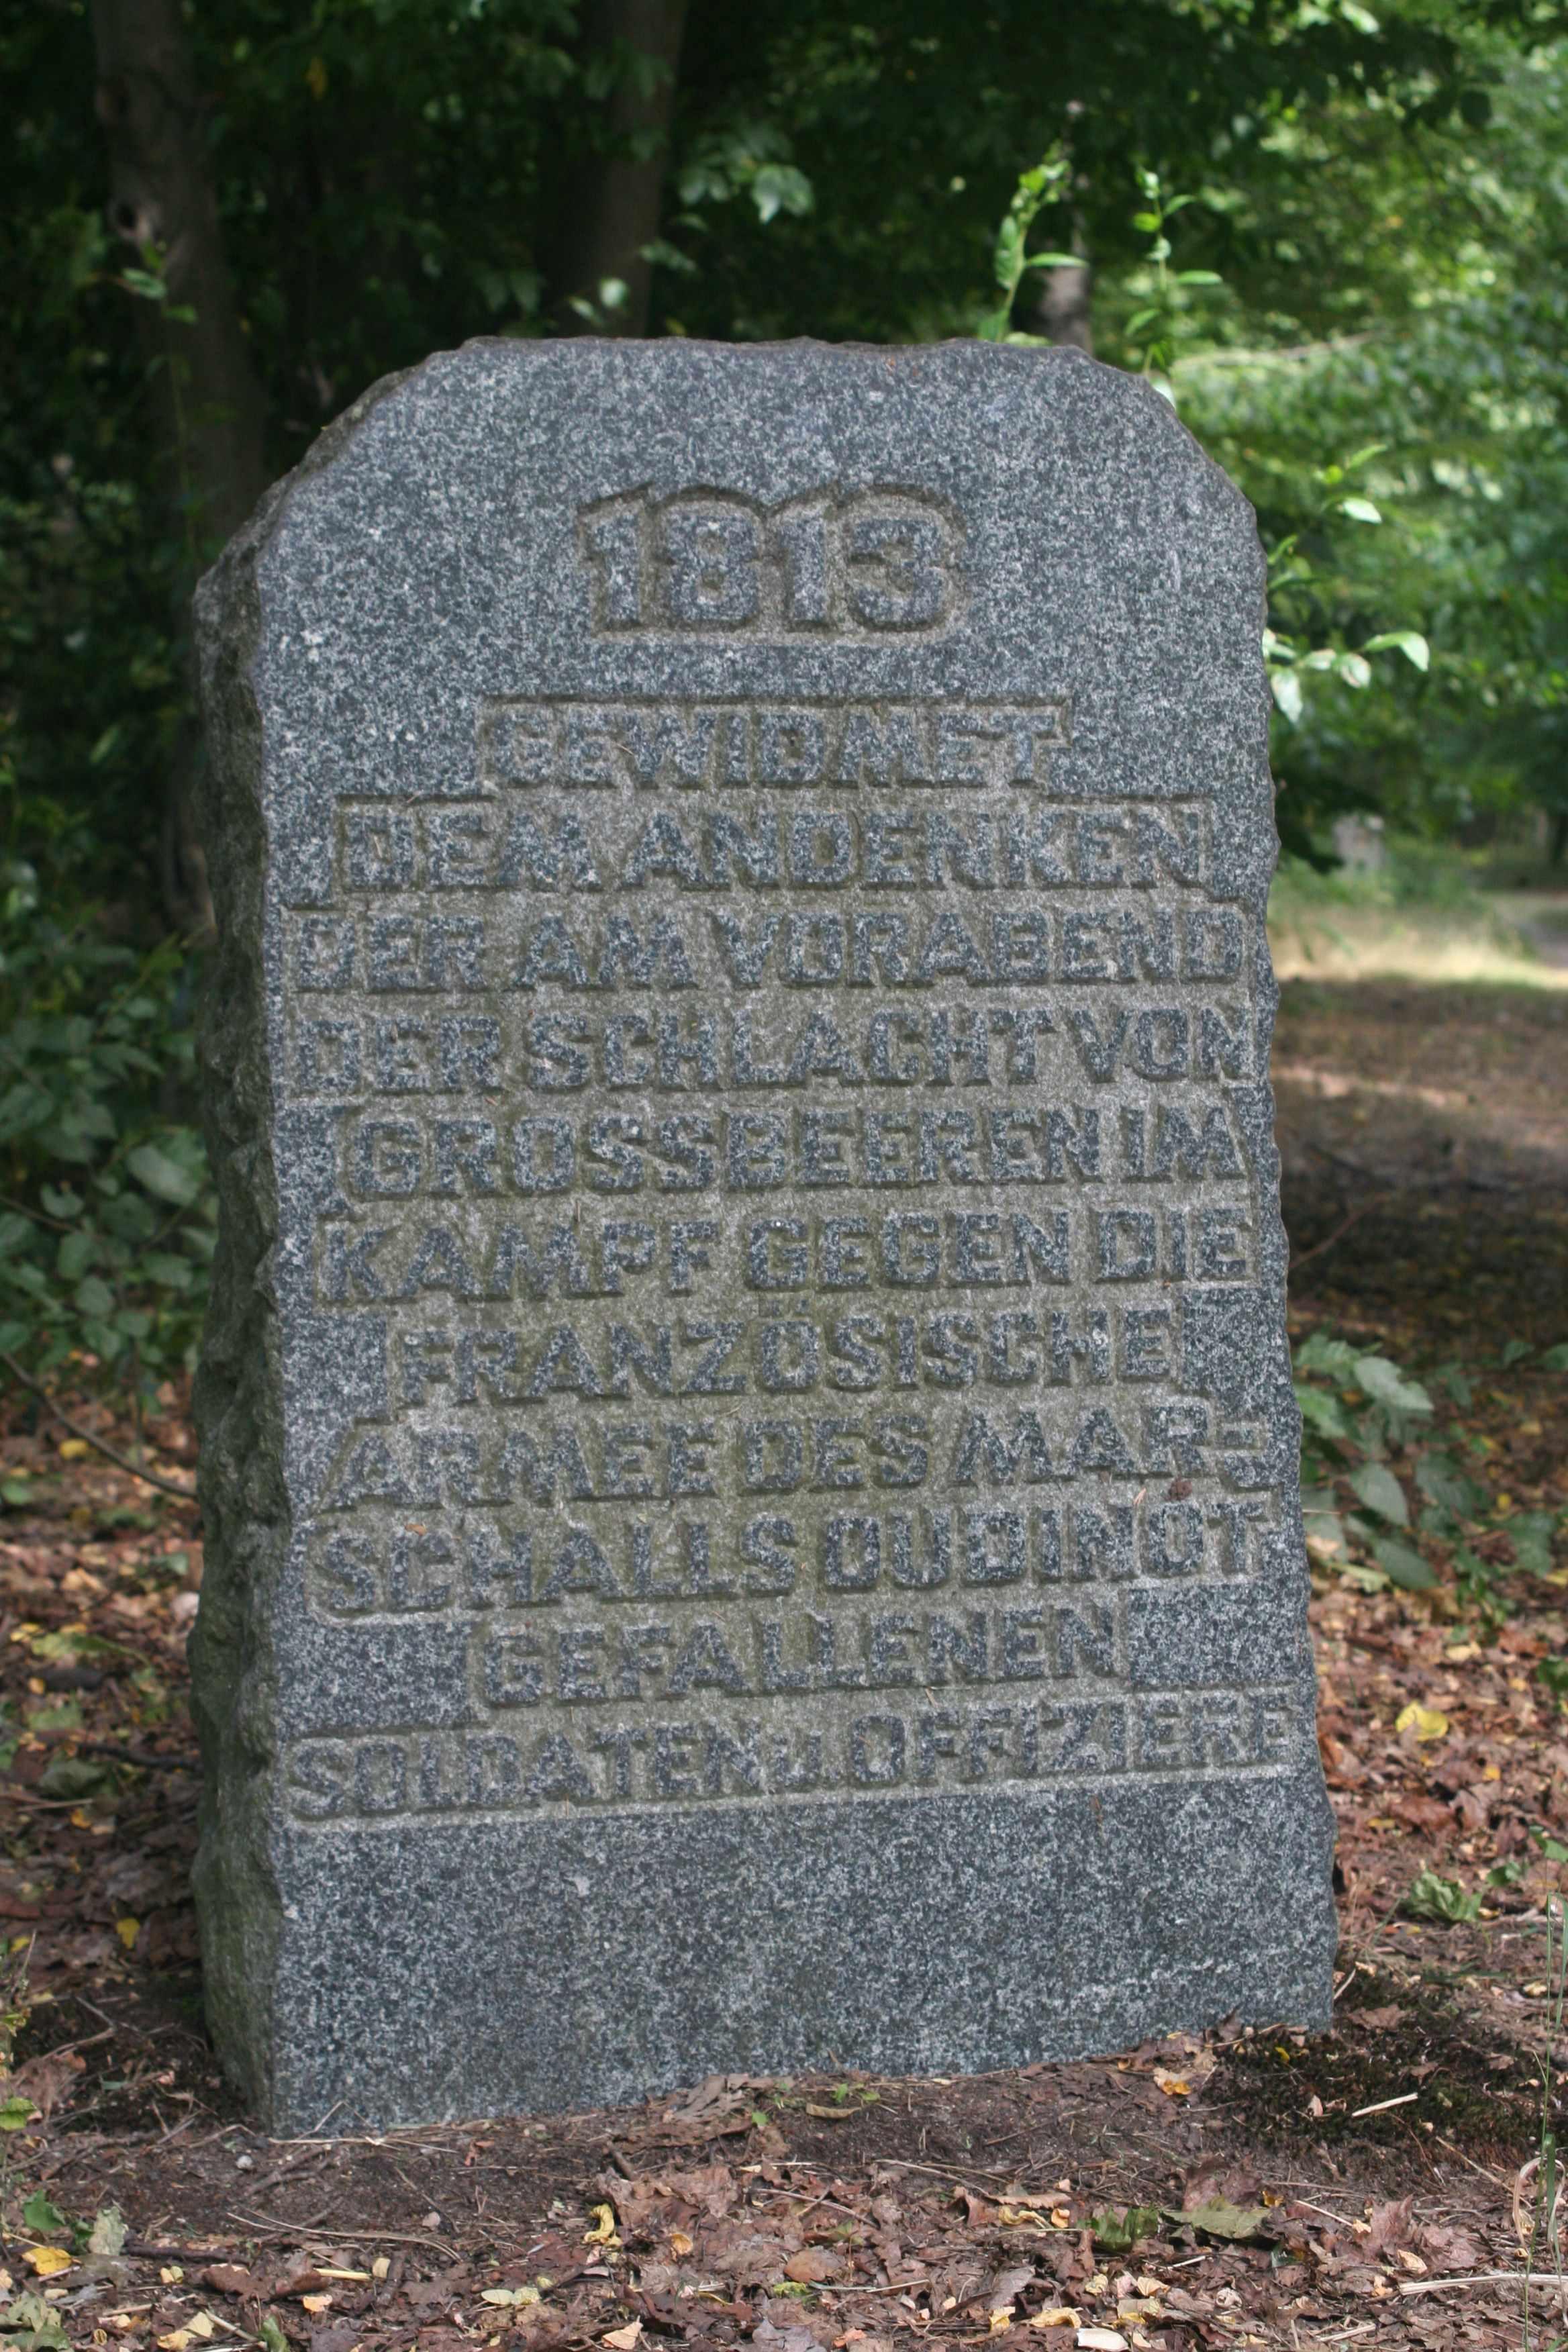 1813
GEWIDMET
DEM ANDENKEN
DER AM VORABEND
DER SCHLACHT VON
GROSSBEEREN IM
KAMPF GEGEN DIE
FRANZÖSISCHE
ARMEE DES MAR=
SCHALLS OUDINOT
GEFALLENEN
SOLDATEN U. OFFIZIERE